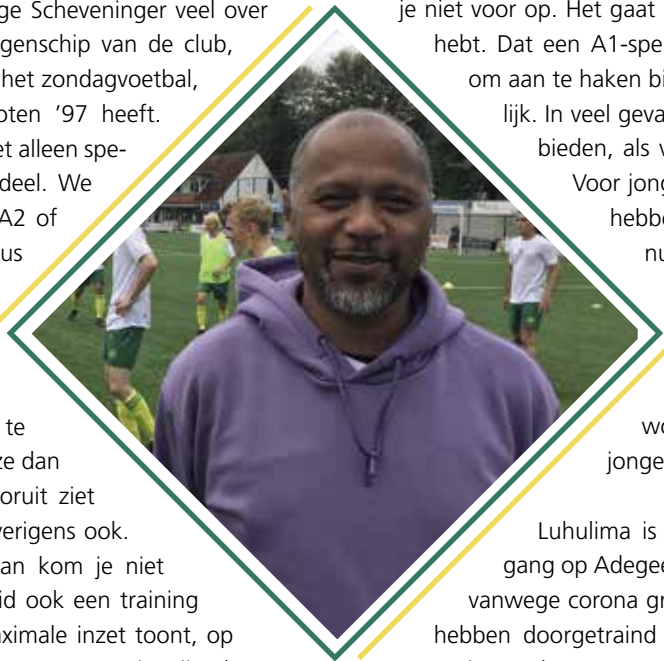 ge Scheveninger veel over
genschip van de club,
het zondagvoetbal,
oten ’97 heeft.
et alleen spe-
deel. We
A2 of
us
te
ze dan
oruit ziet
verigens ook.
an kom je niet
id ook een training
aximale inzet toont, op
je niet voor op. Het gaat
hebt. Dat een A1-spe
om aan te haken bi
lijk. In veel geva
bieden, als v
Voor jong
hebbe
nu
wo
jonge
Luhulima is
gang op Adegee
vanwege corona gr
hebben doorgetraind